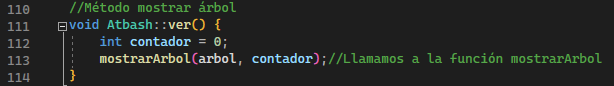 110 //Método mostrar árbol
111 void Atbash::ver() {
112 int contador = 0;
113 mostrarArbol(arbol, contador);//Llamamos a la función mostrarArbol
114 }